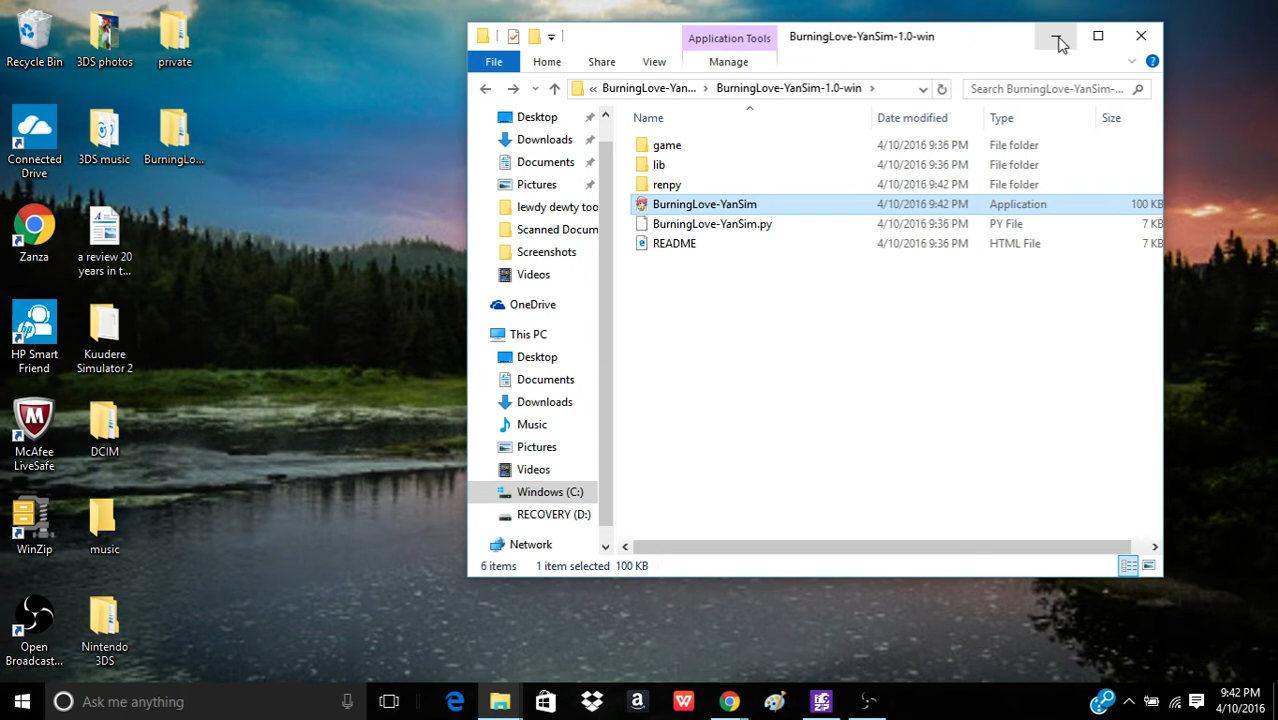 Recycle Bin
3DS photos
private
Connected Drive
3DS music
BurningLo...
Zanza
a review 20 years in t...
HP Smart Friend
Kuudere Simulator 2
McAfee LiveSafe
DCIM
WinZip
music
Open Broadcast...
Nintendo 3DS
Application Tools
BurningLove-YanSim-1.0-win
File
Home
Share
View
Manage
« BurningLove-Yan... › BurningLove-YanSim-1.0-win ›
Search BurningLove-YanSim-...
Name
Date modified
Type
Size
Desktop
Downloads
Documents
Pictures
lewdy dewty too
Scanned Docum
Screenshots
Videos
OneDrive
This PC
Desktop
Documents
Downloads
Music
Pictures
Videos
Windows (C:)
RECOVERY (D:)
Network
game 4/10/2016 9:36 PM File folder
lib 4/10/2016 9:36 PM File folder
renpy 4/10/2016 9:42 PM File folder
BurningLove-YanSim 4/10/2016 9:42 PM Application 100 KB
BurningLove-YanSim.py 4/10/2016 9:36 PM PY File 7 KB
README 4/10/2016 9:36 PM HTML File 7 KB
6 items 1 item selected 100 KB
Ask me anything
9:42 PM
4/10/2016